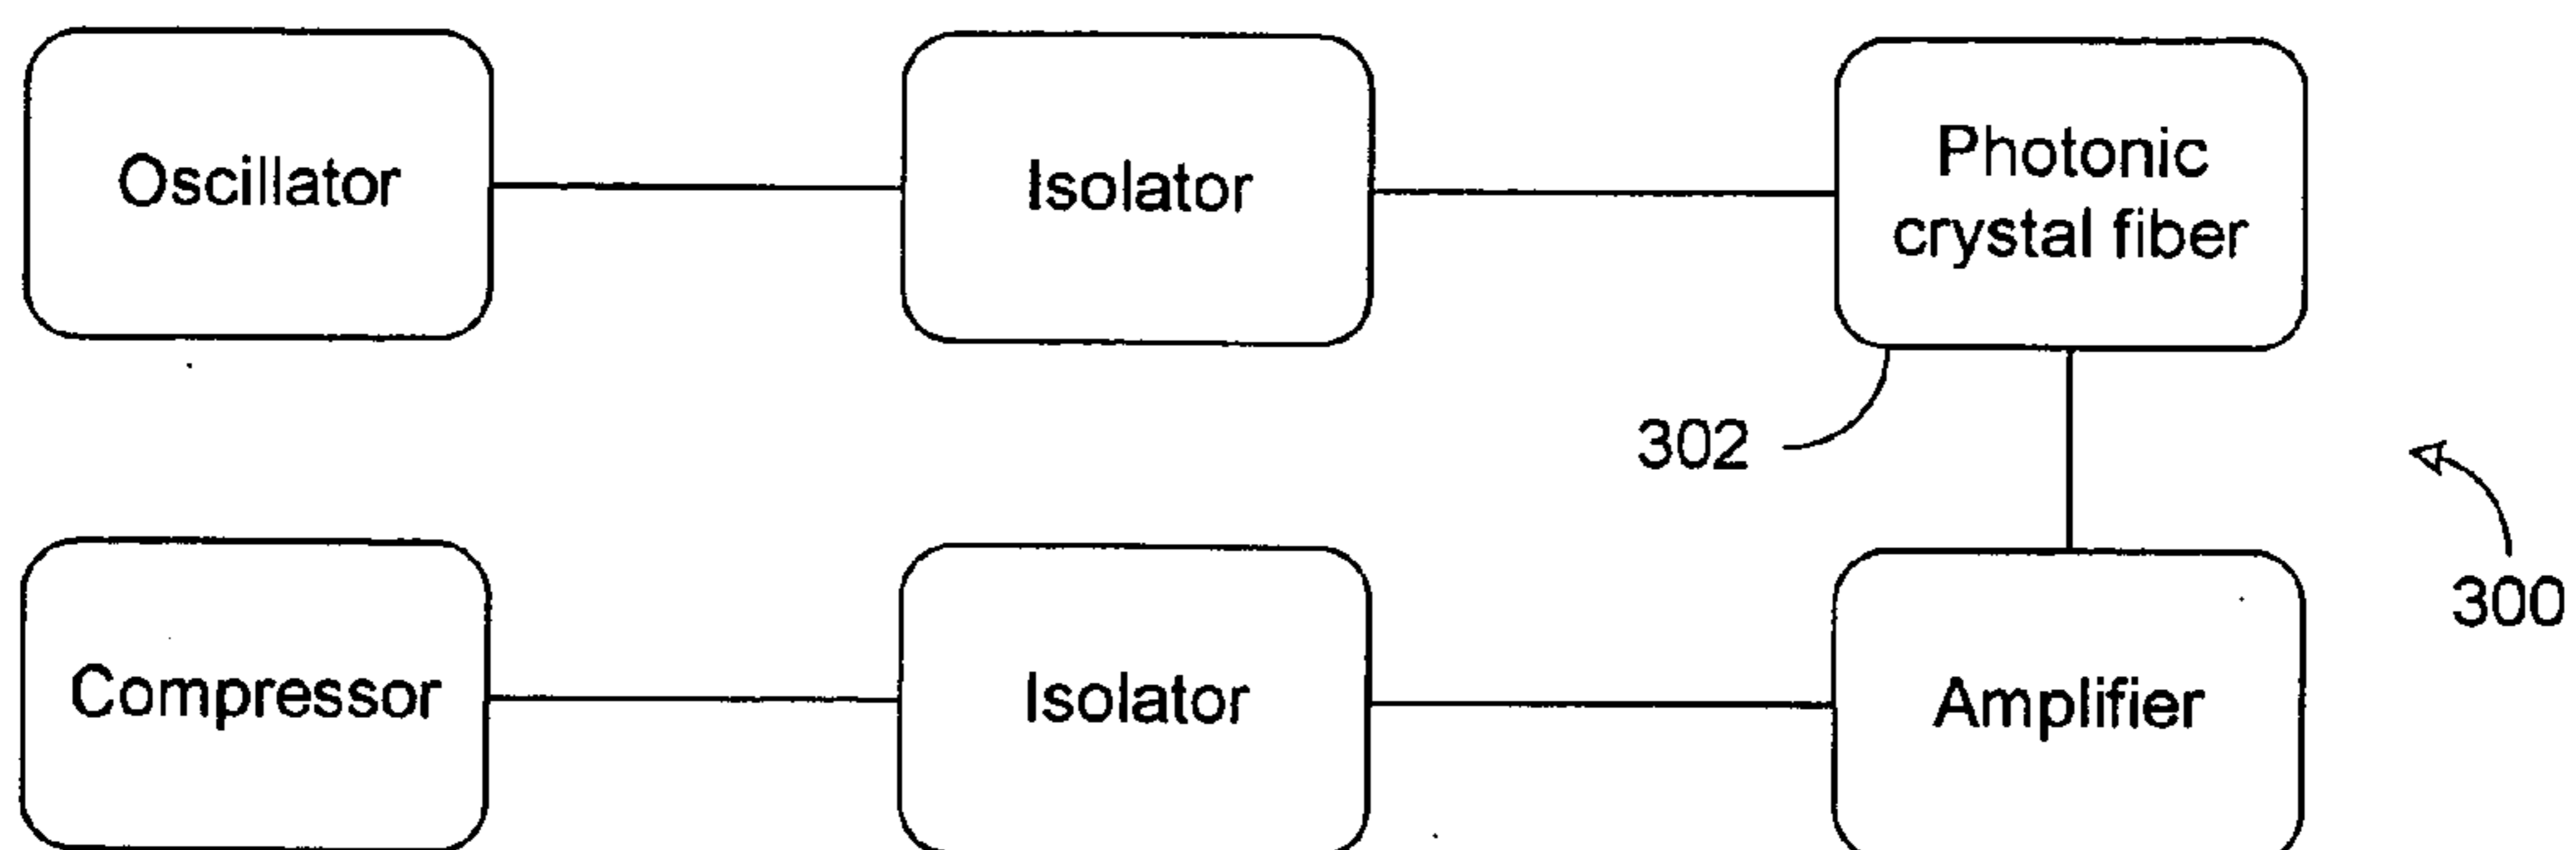 Oscillator
Isolator
Photonic
crystal fiber
302
300
Compressor
Isolator
Amplifier